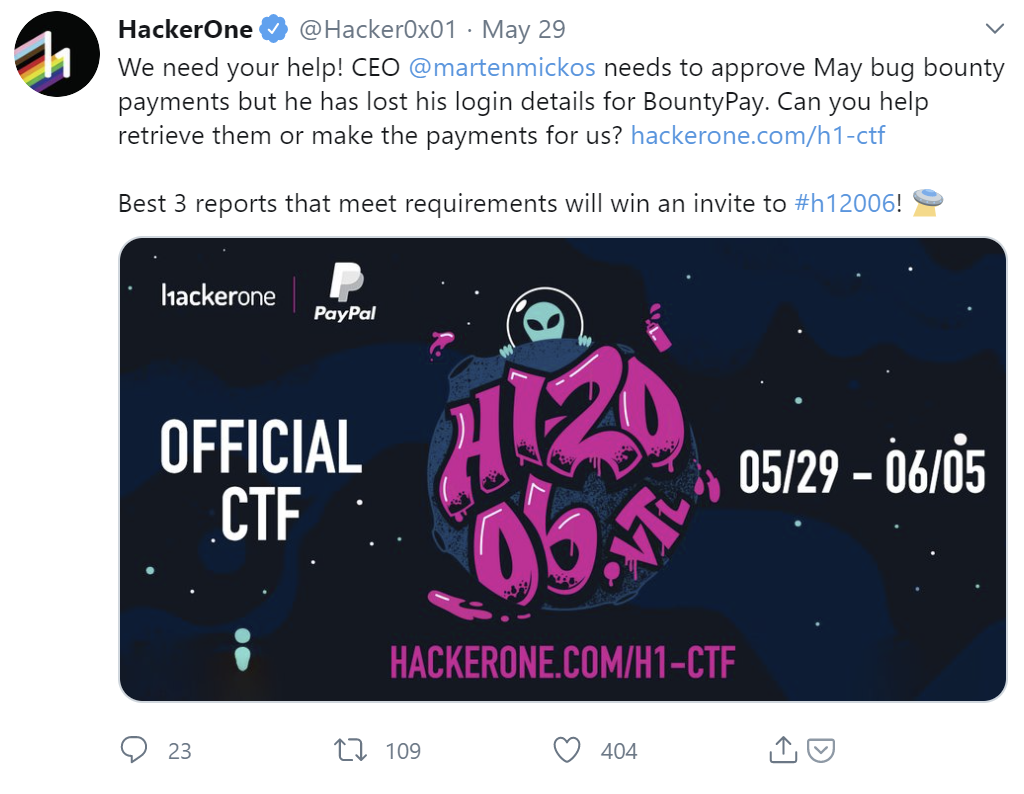 HackerOne @Hacker0x01 · May 29
We need your help! CEO @martenmickos needs to approve May bug bounty
payments but he has lost his login details for BountyPay. Can you help
retrieve them or make the payments for us? hackerone.com/h1-ctf
Best 3 reports that meet requirements will win an invite to #h12006! 🛸
hackerone | PayPal
OFFICIAL
CTF
H1-20
06.VTL
05/29 – 06/05
HACKERONE.COM/H1-CTF
23 109 404